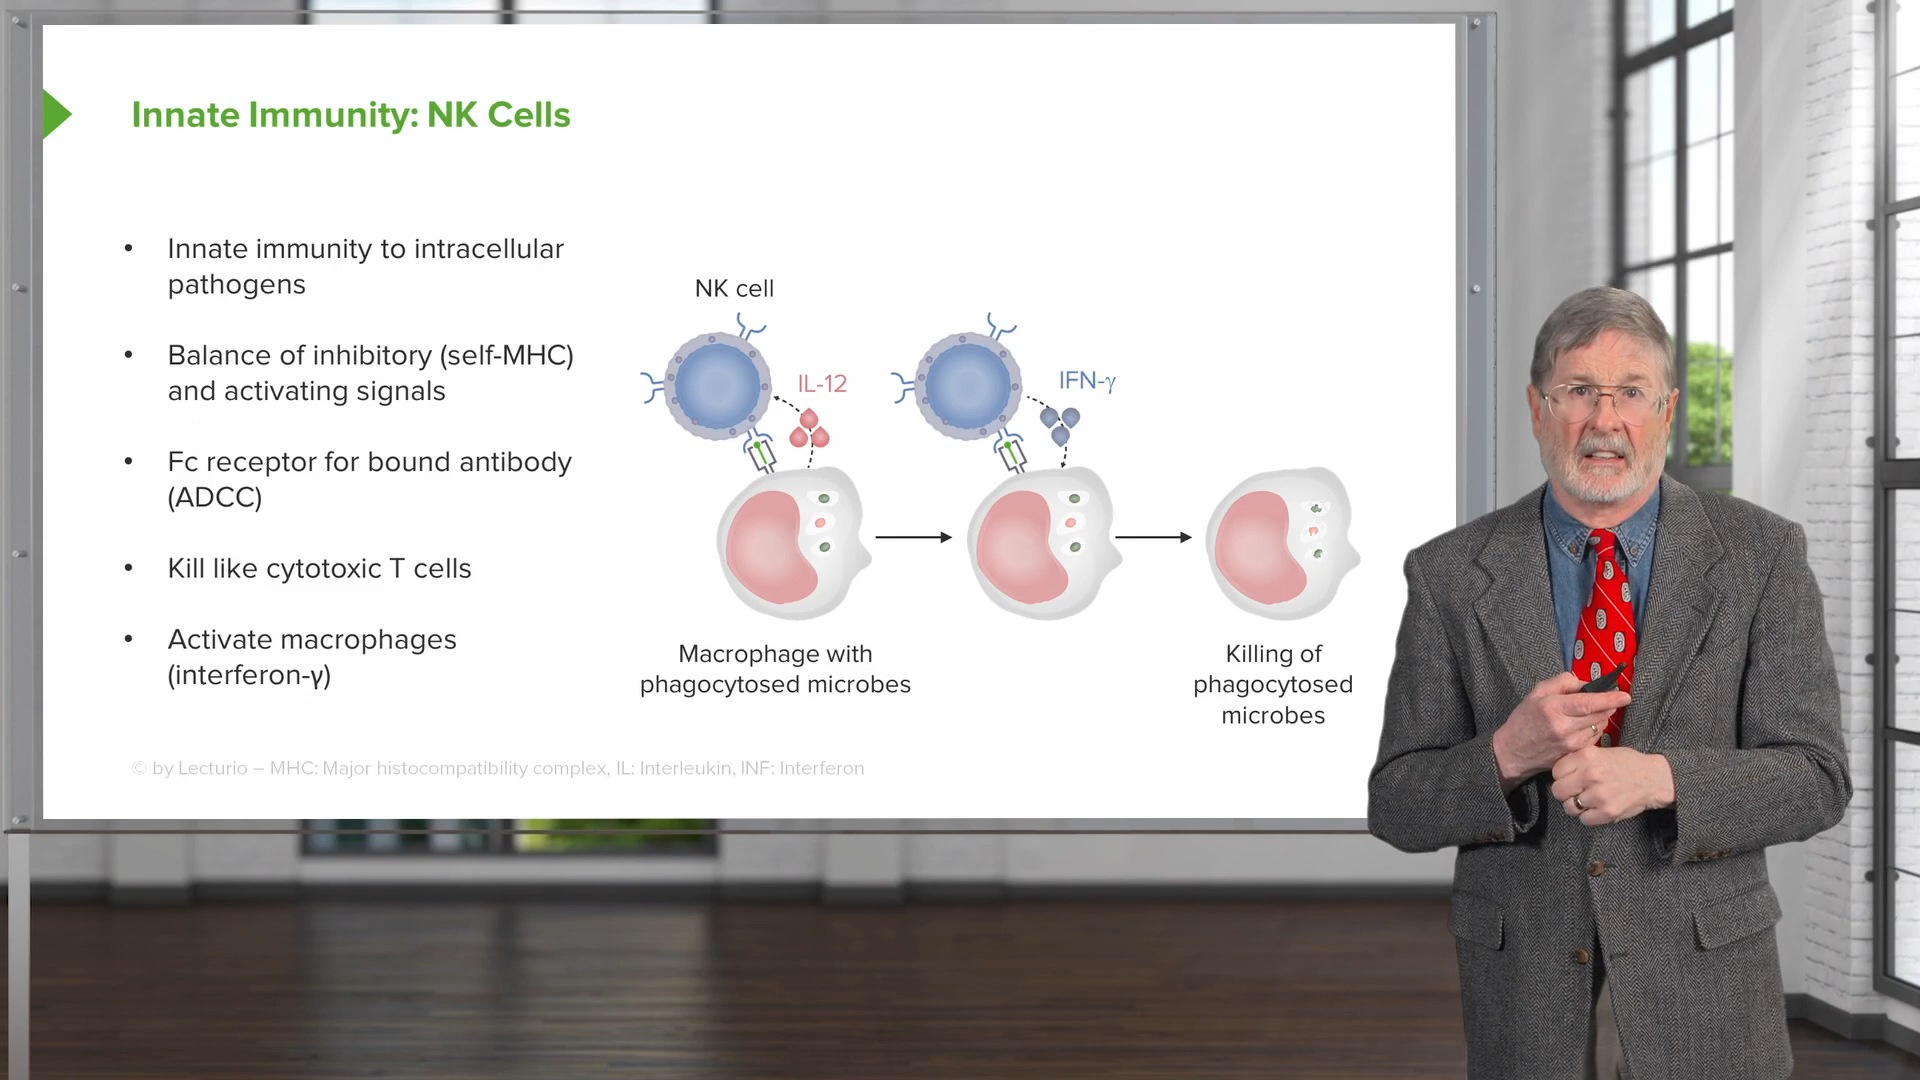 Innate Immunity: NK Cells
• Innate immunity to intracellular
pathogens
• Balance of inhibitory (self-MHC)
and activating signals
• Fc receptor for bound antibody
(ADCC)
• Kill like cytotoxic T cells
• Activate macrophages
(interferon-γ)
NK cell
IL-12
IFN-γ
Macrophage with
phagocytosed microbes
Killing of
phagocytosed
microbes
© by Lecturio – MHC: Major histocompatibility complex, IL: Interleukin, INF: Interferon